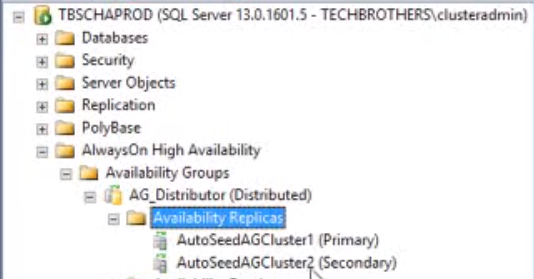 TBSCHAPROD (SQL Server 13.0.1601.5 - TECHBROTHERS\clusteradmin)
Databases
Security
Server Objects
Replication
PolyBase
AlwaysOn High Availability
Availability Groups
AG_Distributor (Distributed)
Availability Replicas
AutoSeedAGCluster1 (Primary)
AutoSeedAGCluster2 (Secondary)